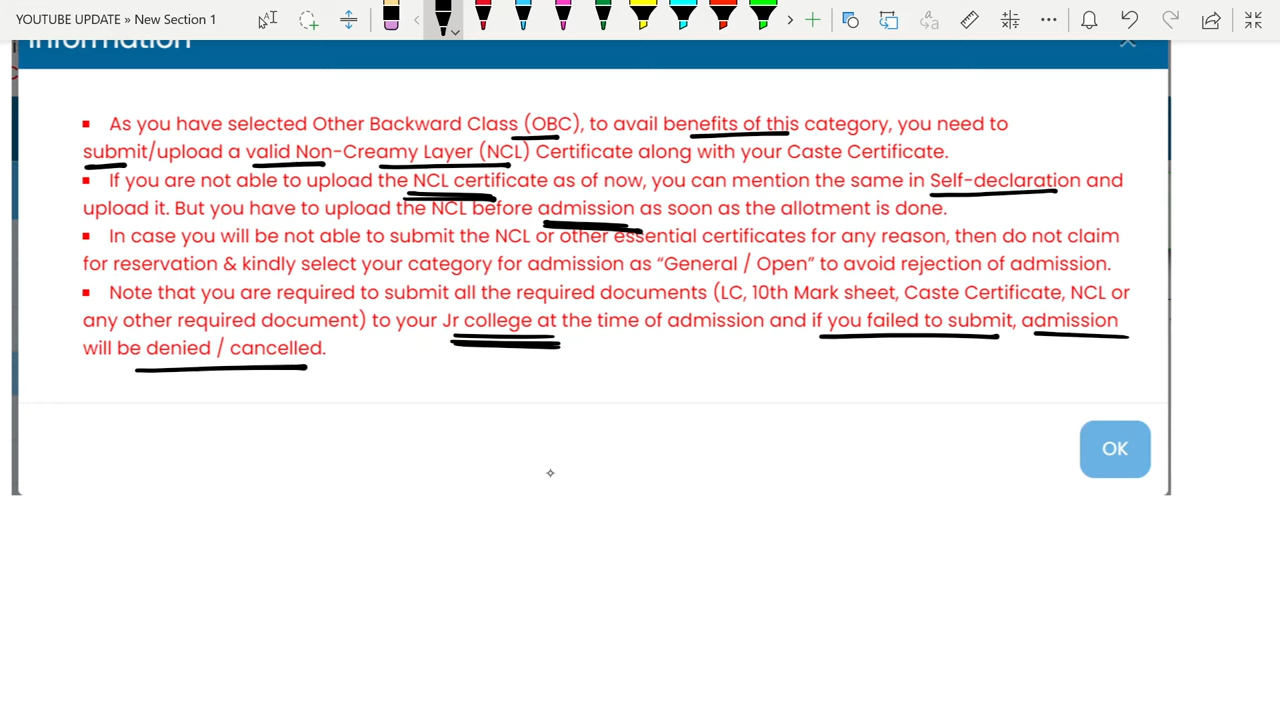 YOUTUBE UPDATE » New Section 1
Information
As you have selected Other Backward Class (OBC), to avail benefits of this category, you need to
submit/upload a valid Non-Creamy Layer (NCL) Certificate along with your Caste Certificate.
If you are not able to upload the NCL certificate as of now, you can mention the same in Self-declaration and
upload it. But you have to upload the NCL before admission as soon as the allotment is done.
In case you will be not able to submit the NCL or other essential certificates for any reason, then do not claim
for reservation & kindly select your category for admission as “General / Open” to avoid rejection of admission.
Note that you are required to submit all the required documents (LC, 10th Mark sheet, Caste Certificate, NCL or
any other required document) to your Jr college at the time of admission and if you failed to submit, admission
will be denied / cancelled.
OK